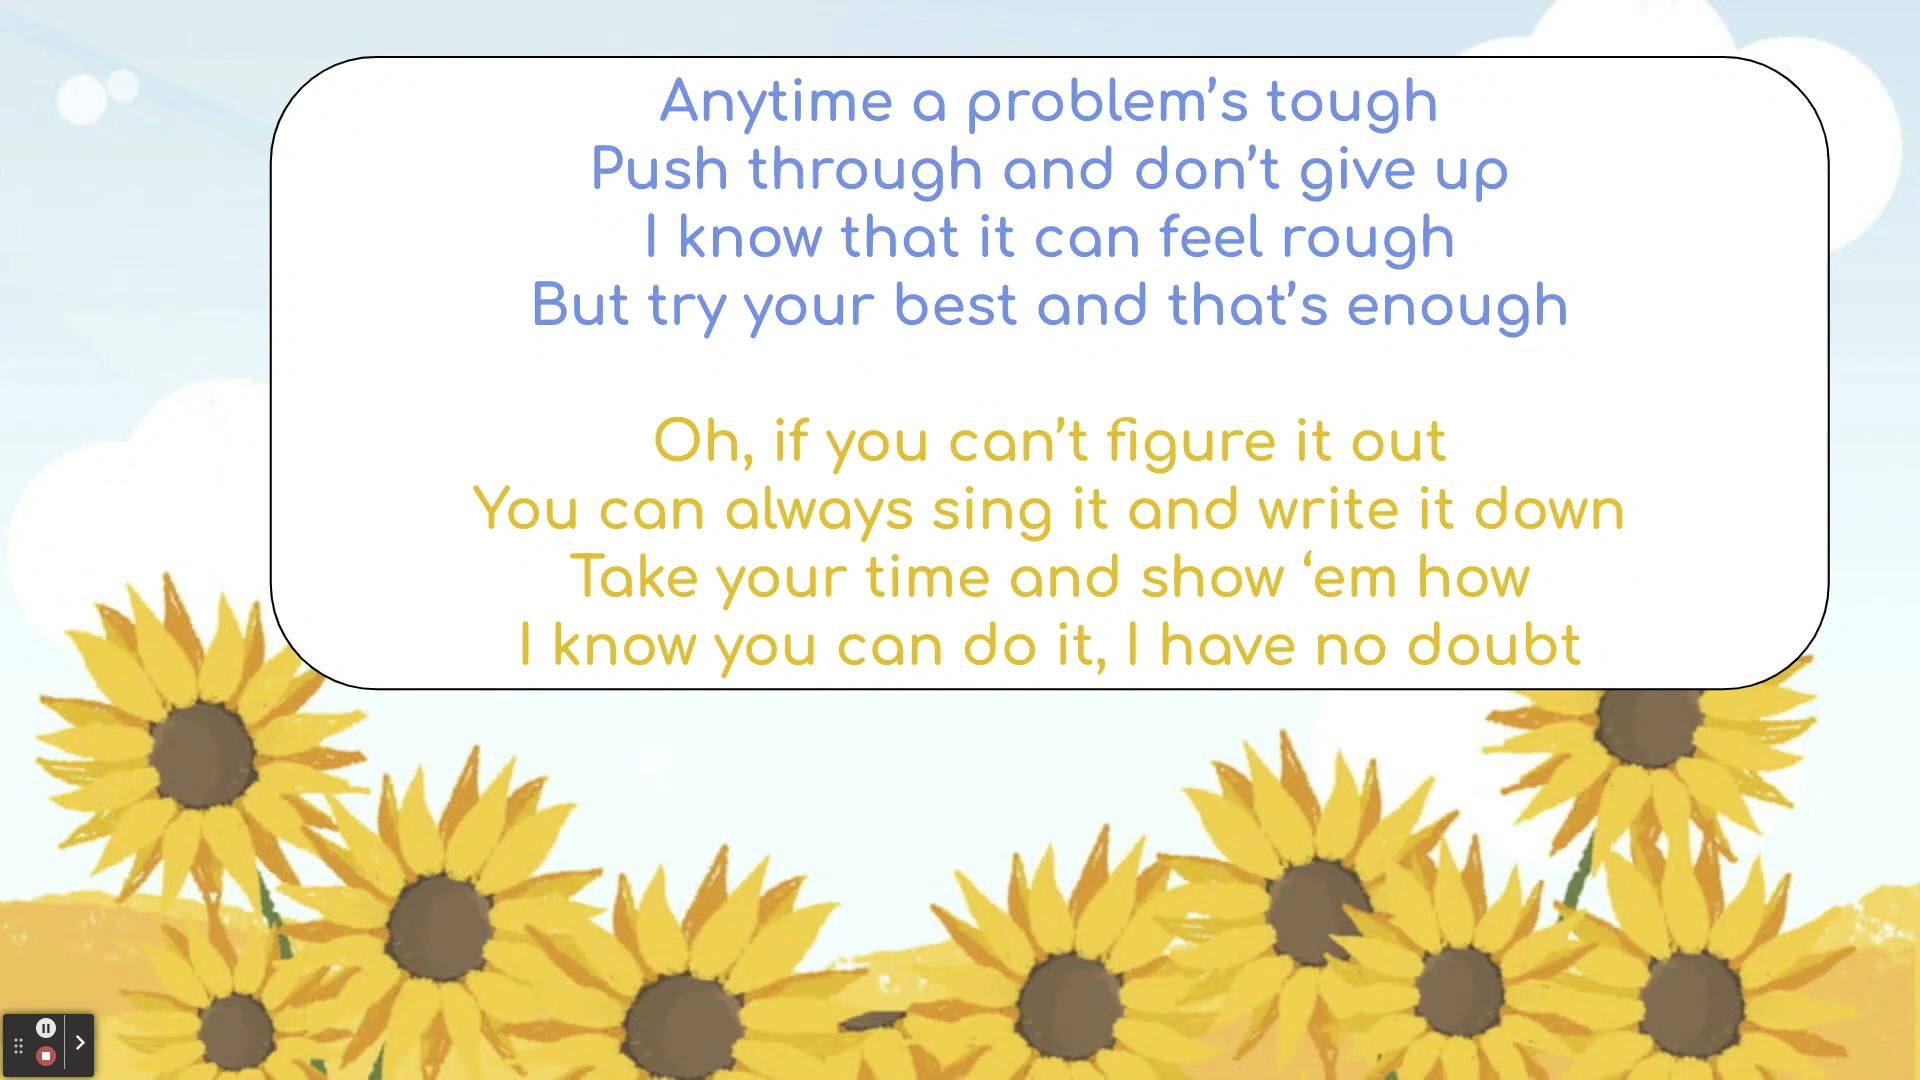 Anytime a problem’s tough
Push through and don’t give up
I know that it can feel rough
But try your best and that’s enough
Oh, if you can’t figure it out
You can always sing it and write it down
Take your time and show ‘em how
I know you can do it, I have no doubt